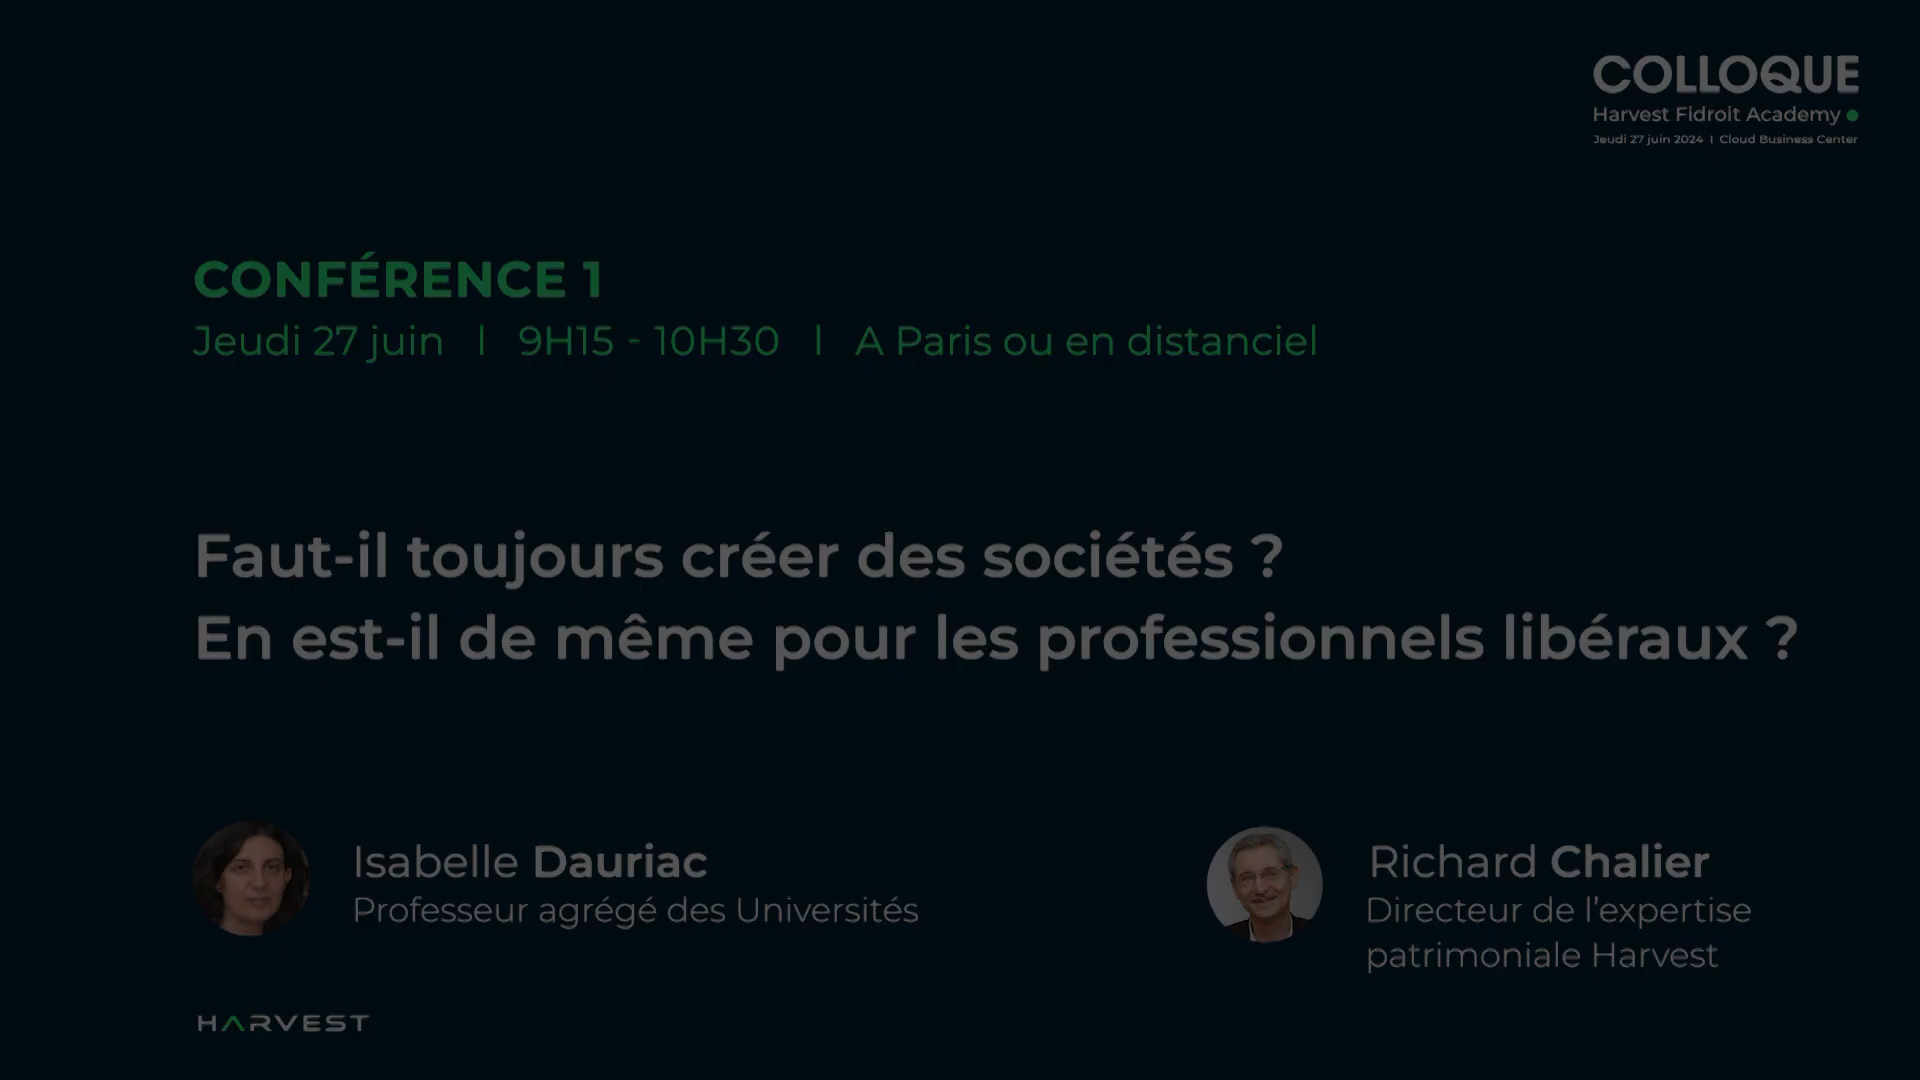 COLLOQUE
Harvest Fidroit Academy
Jeudi 27 juin 2024 | Cloud Business Center
CONFÉRENCE 1
Jeudi 27 juin | 9H15 - 10H30 | A Paris ou en distanciel
Faut-il toujours créer des sociétés ?
En est-il de même pour les professionnels libéraux ?
Isabelle Dauriac
Professeur agrégé des Universités
Richard Chalier
Directeur de l'expertise
patrimoniale Harvest
HARVEST